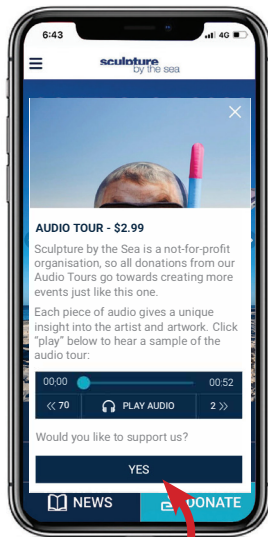 6:43
4G
sculpture
by the sea
AUDIO TOUR - $2.99
Sculpture by the Sea is a not-for-profit
organisation, so all donations from our
Audio Tours go towards creating more
events just like this one.
Each piece of audio gives a unique
insight into the artist and artwork. Click
“play” below to hear a sample of the
audio tour:
00:00 00:52
<< 70 PLAY AUDIO 2 >>
Would you like to support us?
YES
NEWS DONATE